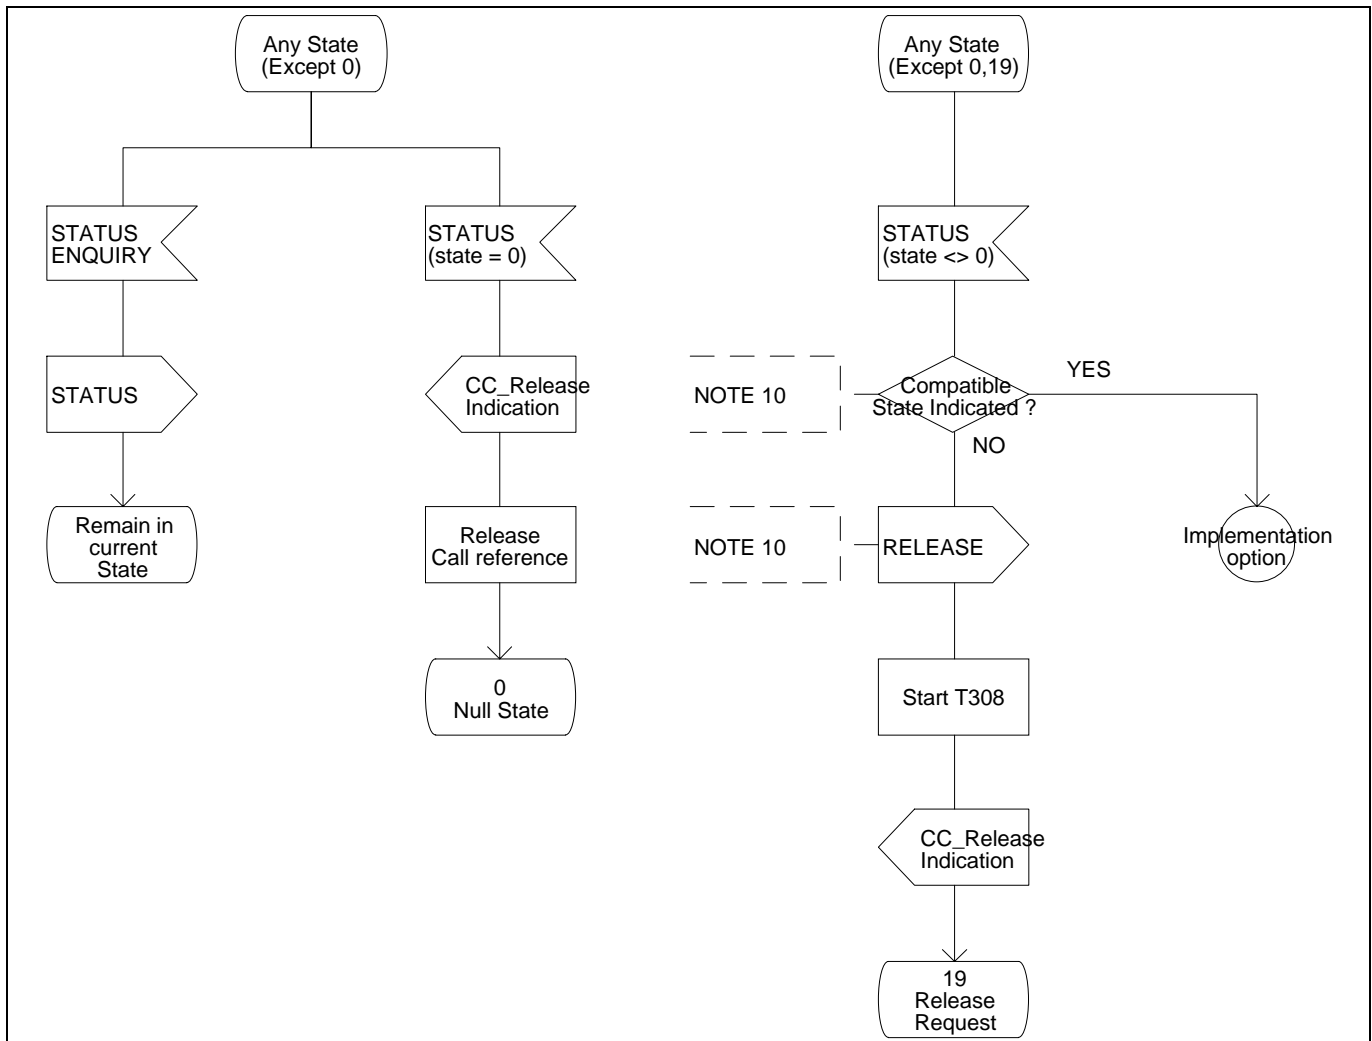 Any State
(Except 0)
STATUS
ENQUIRY
STATUS
Remain in
current
State
STATUS
(state = 0)
CC_Release
Indication
Release
Call reference
0
Null State
Any State
(Except 0,19)
STATUS
(state <> 0)
NOTE 10
Compatible
State Indicated ?
YES
NO
NOTE 10
RELEASE
Implementation
option
Start T308
CC_Release
Indication
19
Release
Request